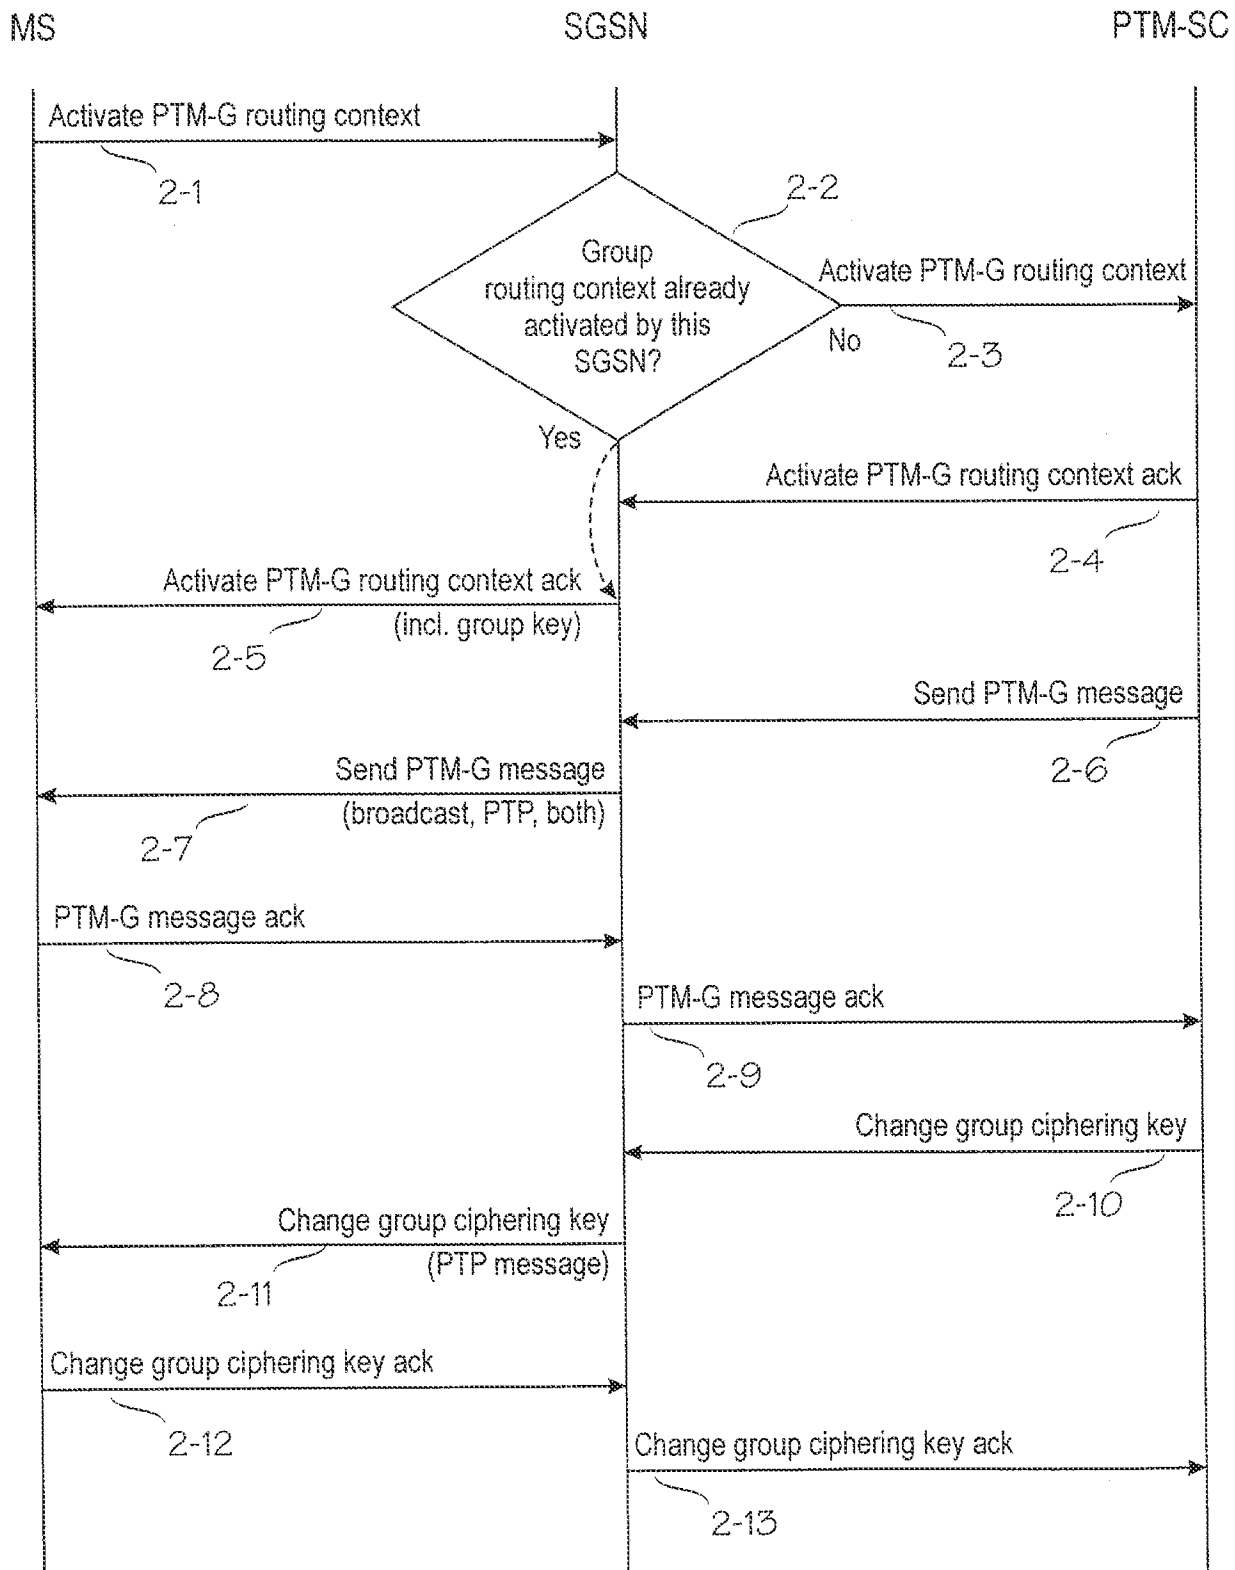 MS SGSN PTM-SC
Activate PTM-G routing context
2-1
2-2
Group
routing context already
activated by this
SGSN?
Activate PTM-G routing context
No
2-3
Yes
Activate PTM-G routing context ack
2-4
Activate PTM-G routing context ack
(incl. group key)
2-5
Send PTM-G message
2-6
Send PTM-G message
(broadcast, PTP, both)
2-7
PTM-G message ack
2-8
PTM-G message ack
2-9
Change group ciphering key
2-10
Change group ciphering key
(PTP message)
2-11
Change group ciphering key ack
2-12
Change group ciphering key ack
2-13